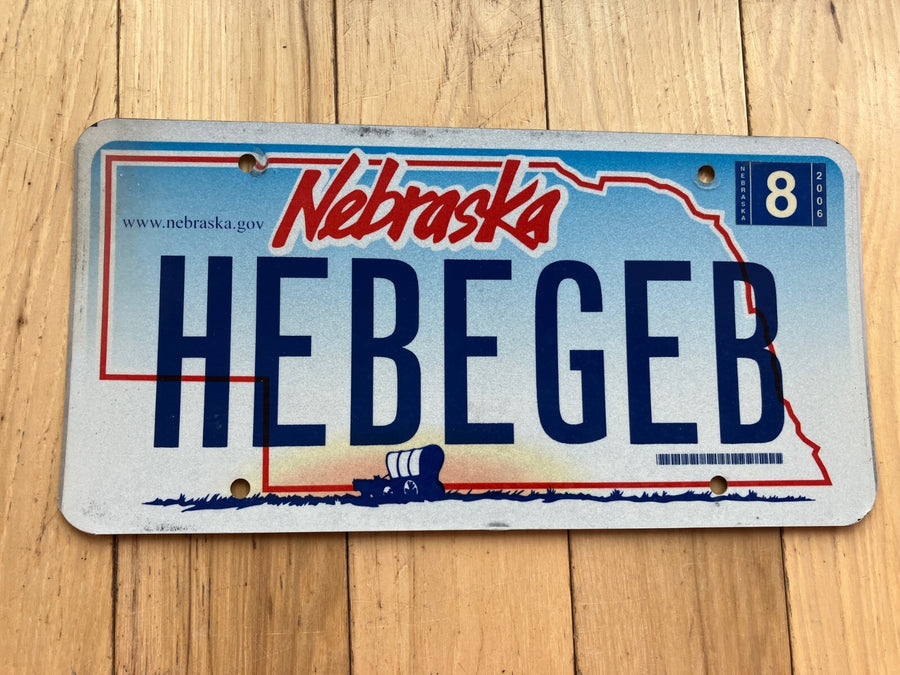 Nebraska
www.nebraska.gov
NEBRASKA 8 2006
HEBEGEB